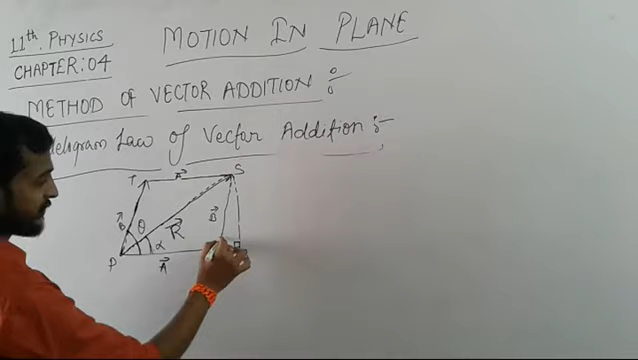 11th. PHYSICS
MOTION IN PLANE
CHAPTER: 04
METHOD OF VECTOR ADDITION :-
Law of Vector Addition :-
T A S
B θ R B
α
P A